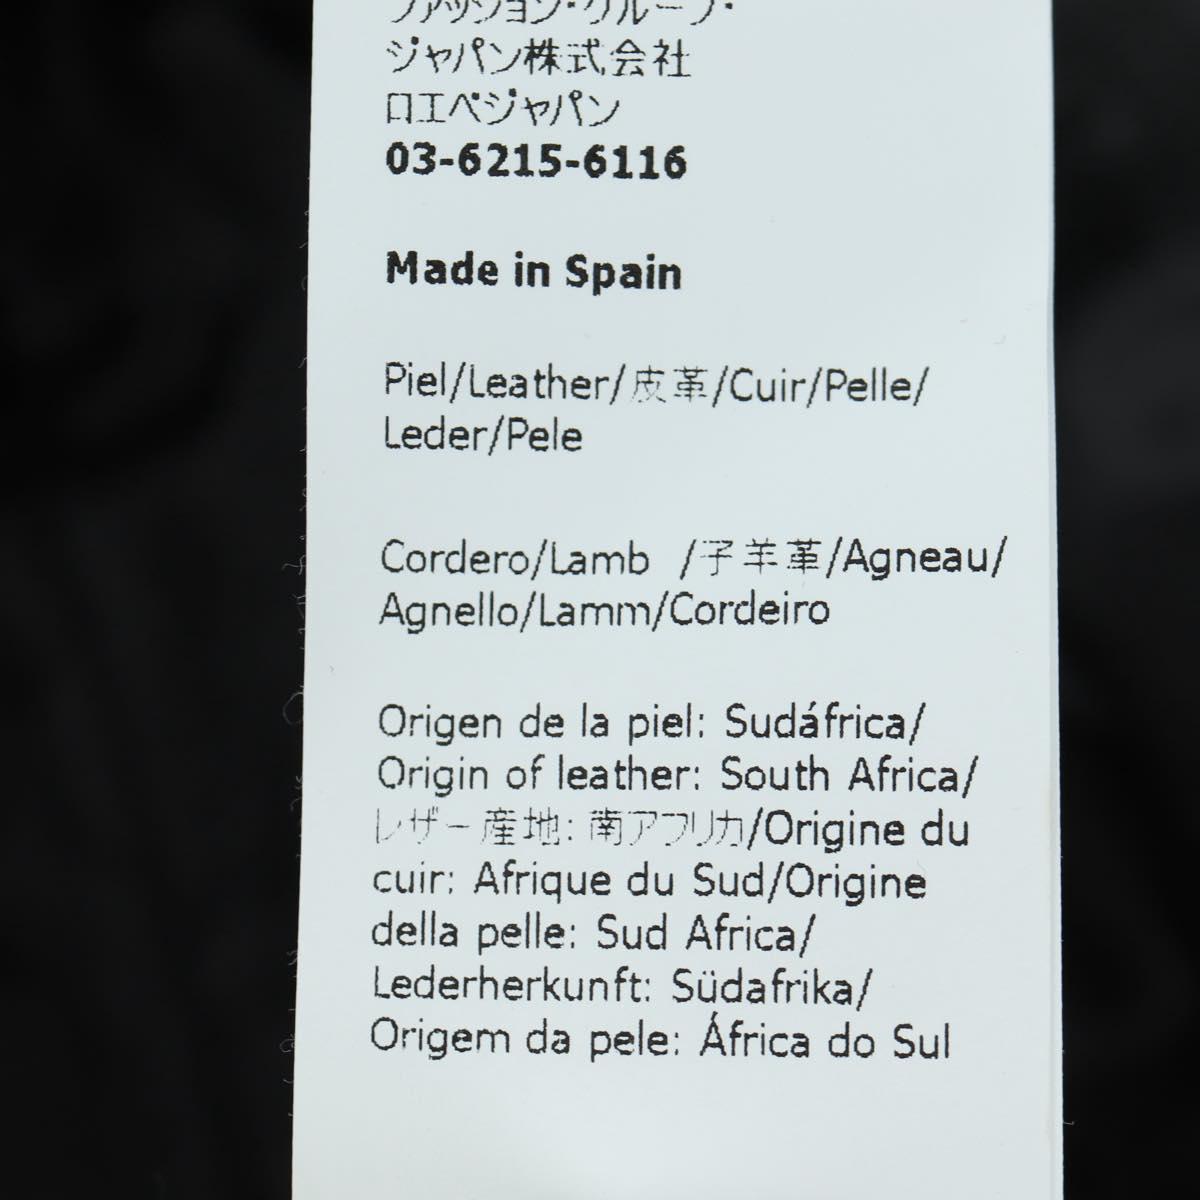 ファッション・グループ・
ジャパン株式会社
ロエベジャパン
03-6215-6116
Made in Spain
Piel/Leather/皮革/Cuir/Pelle/
Leder/Pele
Cordero/Lamb /子羊革/Agneau/
Agnello/Lamm/Cordeiro
Origen de la piel: Sudáfrica/
Origin of leather: South Africa/
レザー産地: 南アフリカ/Origine du
cuir: Afrique du Sud/Origine
della pelle: Sud Africa/
Lederherkunft: Südafrika/
Origem da pele: África do Sul